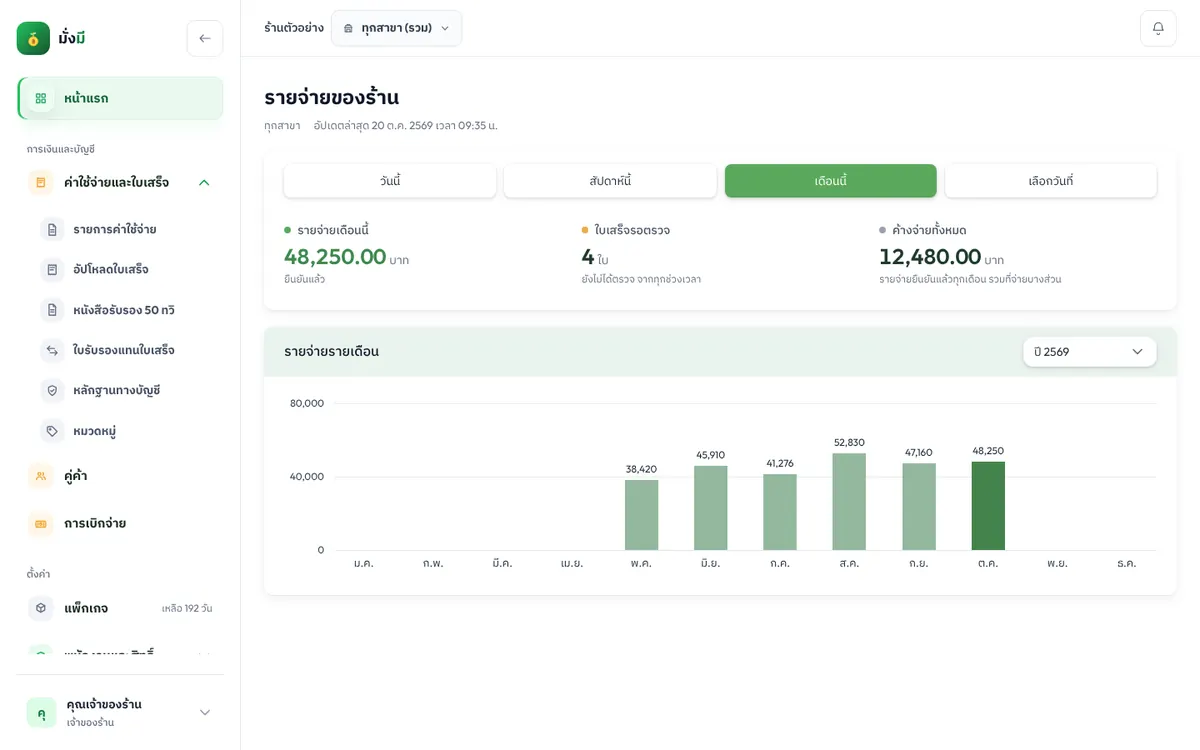 มั่งมี
หน้าแรก
การเงินและบัญชี
ค่าใช้จ่ายและใบเสร็จ
รายการค่าใช้จ่าย
อัปโหลดใบเสร็จ
หนังสือรับรอง 50 ทวิ
ใบรับรองแทนใบเสร็จ
หลักฐานทางบัญชี
หมวดหมู่
คู่ค้า
การเบิกจ่าย
ตั้งค่า
แพ็กเกจ เหลือ 192 วัน
คุ
คุณเจ้าของร้าน
เจ้าของร้าน
ร้านตัวอย่าง ทุกสาขา (รวม)
รายจ่ายของร้าน
ทุกสาขา อัปเดตล่าสุด 20 ต.ค. 2569 เวลา 09:35 น.
วันนี้ สัปดาห์นี้ เดือนนี้ เลือกวันที่
รายจ่ายเดือนนี้
48,250.00 บาท
ยืนยันแล้ว
ใบเสร็จรอตรวจ
4 ใบ
ยังไม่ได้ตรวจ จากทุกช่วงเวลา
ค้างจ่ายทั้งหมด
12,480.00 บาท
รายจ่ายยืนยันแล้วทุกเดือน รวมที่จ่ายบางส่วน
รายจ่ายรายเดือน ปี 2569
80,000
40,000
0
38,420 45,910 41,276 52,830 47,160 48,250
ม.ค. ก.พ. มี.ค. เม.ย. พ.ค. มิ.ย. ก.ค. ส.ค. ก.ย. ต.ค. พ.ย. ธ.ค.